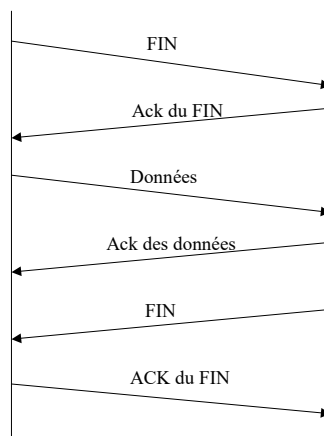 FIN
Ack du FIN
Données
Ack des données
FIN
ACK du FIN